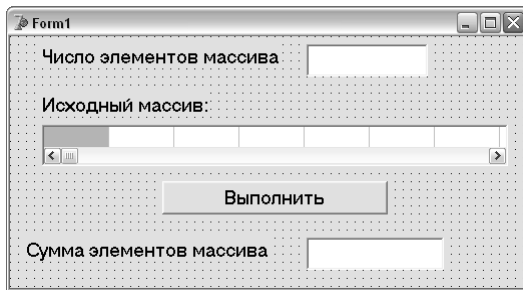 Form1
Число элементов массива
Исходный массив:
Выполнить
Сумма элементов массива